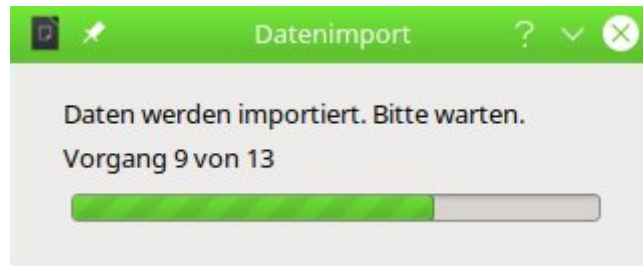 Datenimport
Daten werden importiert. Bitte warten.
Vorgang 9 von 13